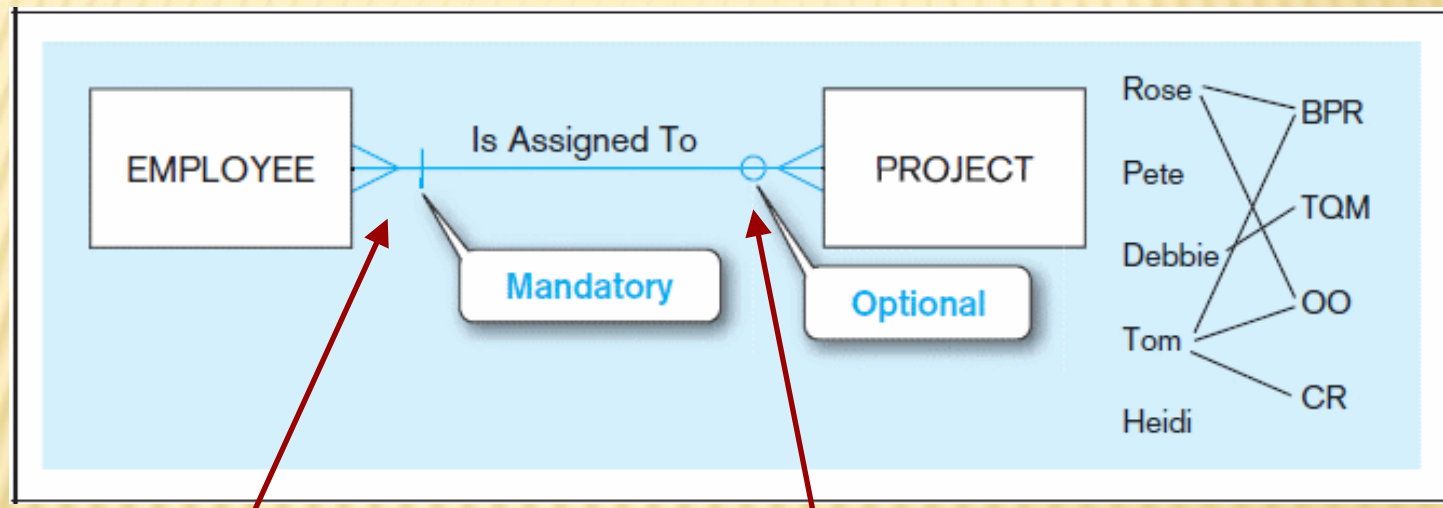 EMPLOYEE
Is Assigned To
PROJECT
Mandatory
Optional
Rose
Pete
Debbie
Tom
Heidi
BPR
TQM
OO
CR